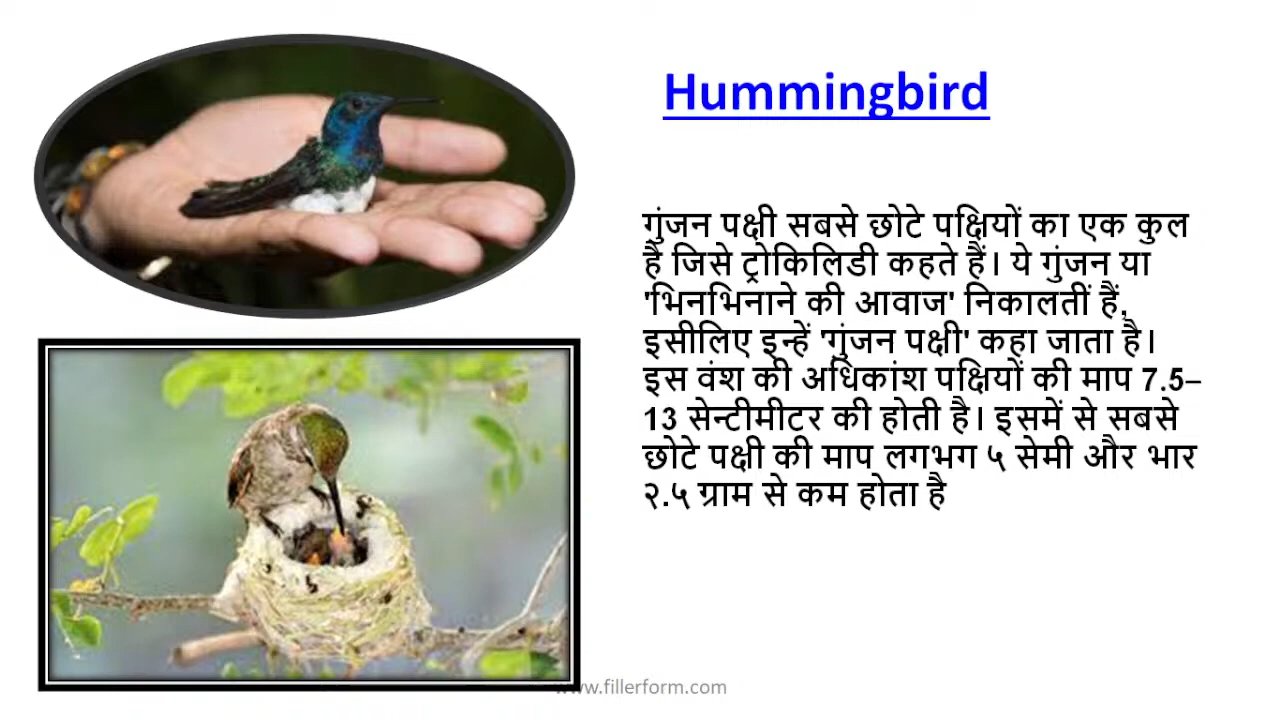 Hummingbird
गुंजन पक्षी सबसे छोटे पक्षियों का एक कुल
है जिसे ट्रोकिलिडी कहते हैं। ये गुंजन या
'भिनभिनाने की आवाज' निकालतीं हैं,
इसीलिए इन्हें 'गुंजन पक्षी' कहा जाता है।
इस वंश की अधिकांश पक्षियों की माप 7.5–
13 सेन्टीमीटर की होती है। इसमें से सबसे
छोटे पक्षी की माप लगभग ५ सेमी और भार
२.५ ग्राम से कम होता है
www.fillerform.com